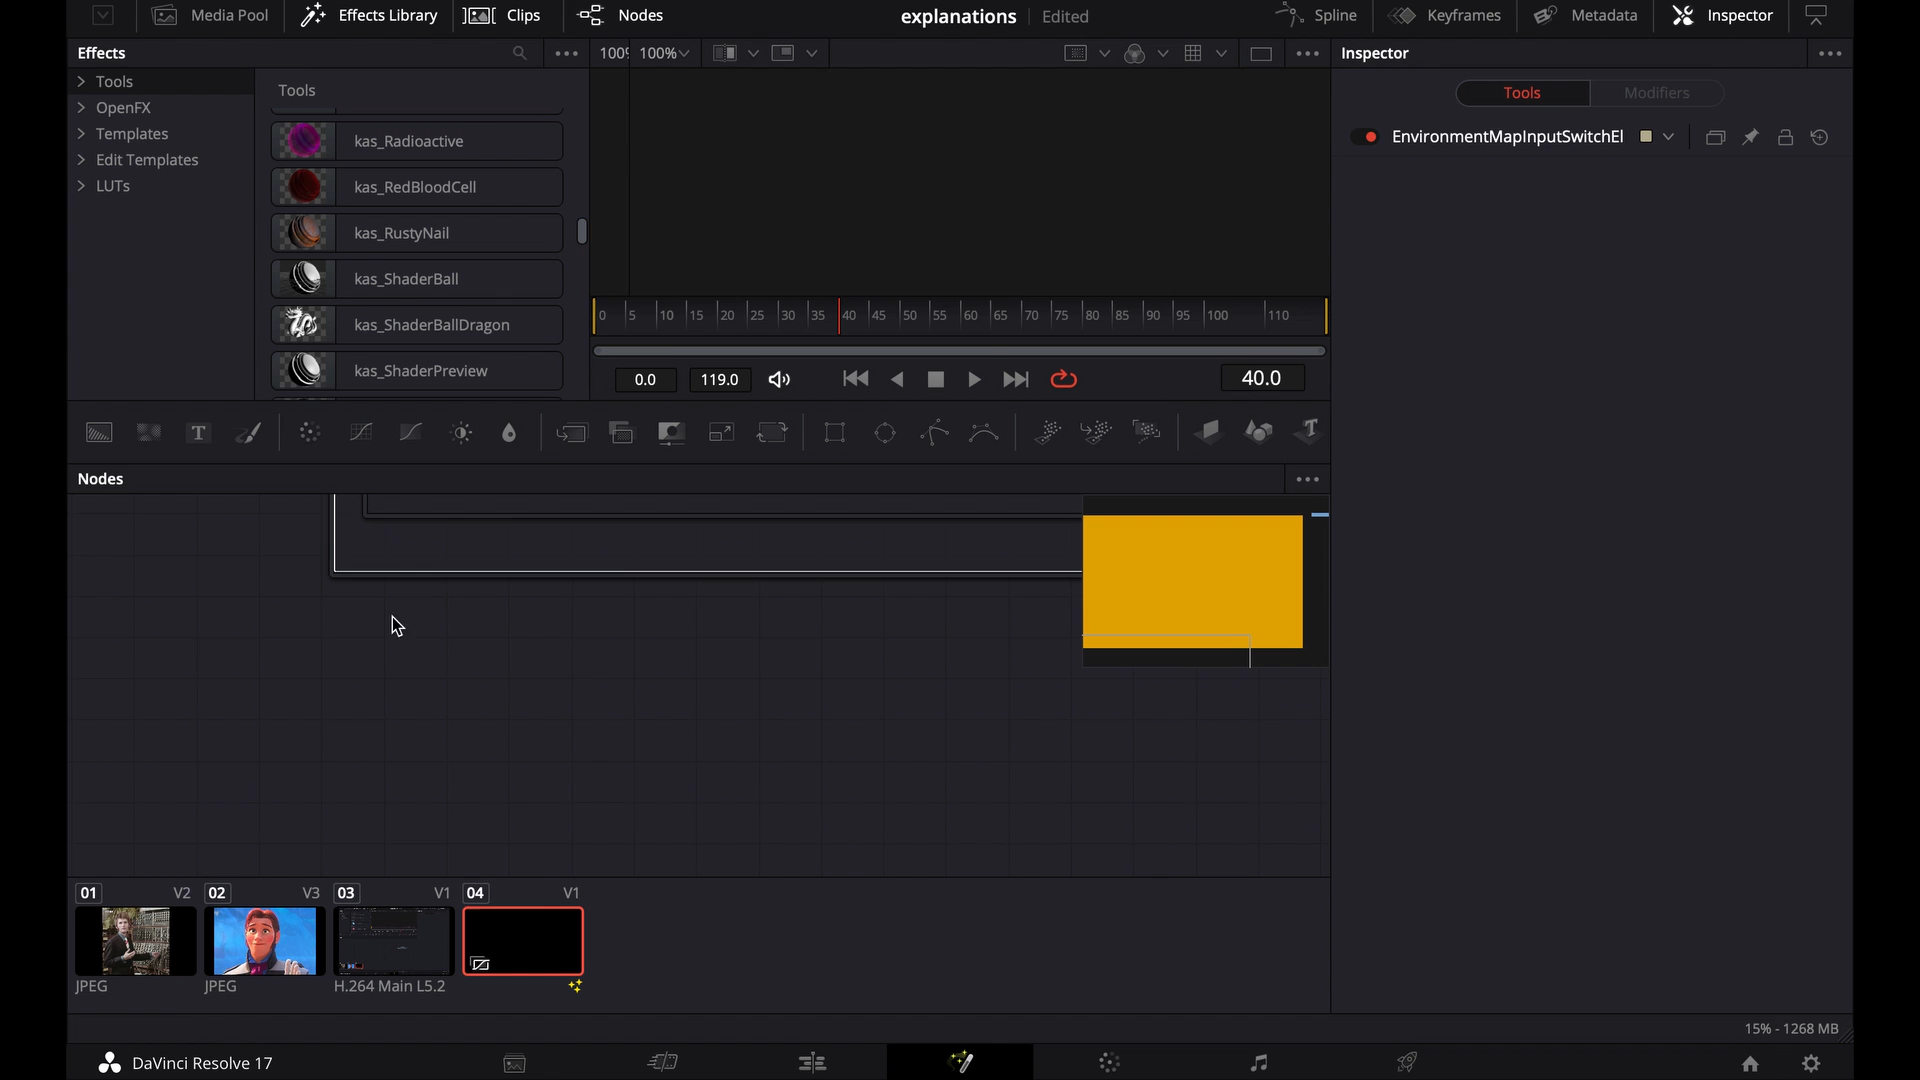 Media Pool
Effects Library
Clips
Nodes
explanations
Edited
Spline
Keyframes
Metadata
Inspector
Effects
100%
Inspector
Tools
OpenFX
Templates
Edit Templates
LUTs
Tools
kas_Radioactive
kas_RedBloodCell
kas_RustyNail
kas_ShaderBall
kas_ShaderBallDragon
kas_ShaderPreview
0 5 10 15 20 25 30 35 40 45 50 55 60 65 70 75 80 85 90 95 100 110
0.0
119.0
40.0
Tools
Modifiers
EnvironmentMapInputSwitchEl
T
T
Nodes
01 V2
02 V3
03 V1
04 V1
JPEG
JPEG
H.264 Main L5.2
15% - 1268 MB
DaVinci Resolve 17